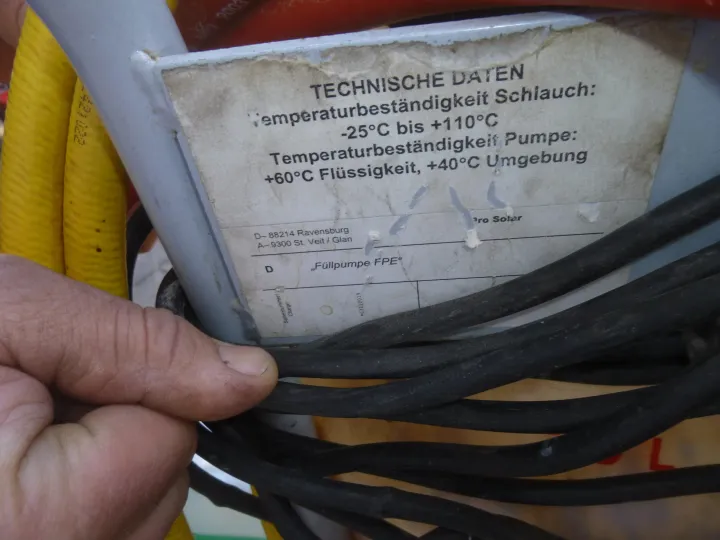 TECHNISCHE DATEN
Temperaturbeständigkeit Schlauch:
-25°C bis +110°C
Temperaturbeständigkeit Pumpe:
+60°C Flüssigkeit, +40°C Umgebung
D– 88214 Ravensburg
A–9300 St. Veit / Glan
Pro Solar
D „Füllpumpe FPE“